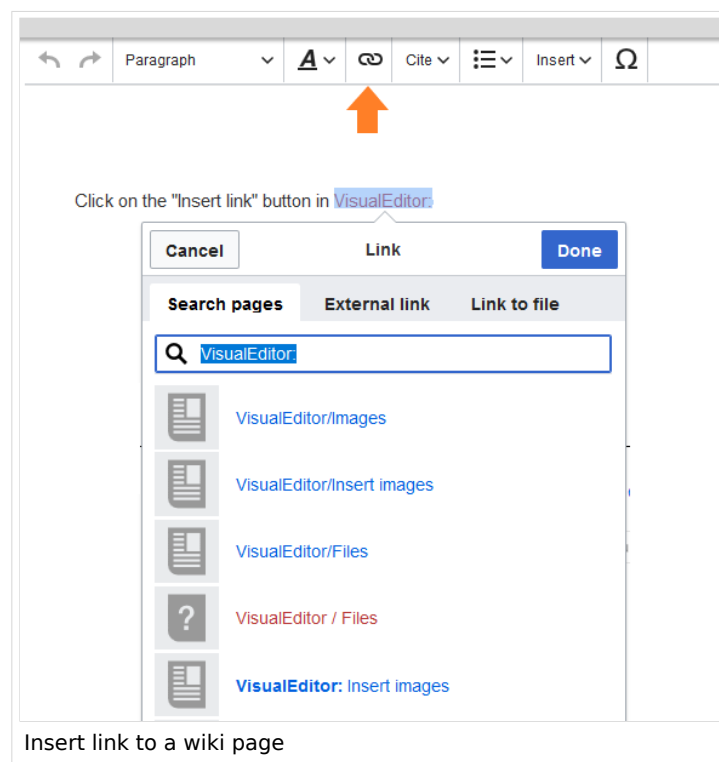 Paragraph A Cite Insert Ω
Click on the "Insert link" button in VisualEditor:
Cancel Link Done
Search pages External link Link to file
VisualEditor:
VisualEditor/Images
VisualEditor/Insert images
VisualEditor/Files
? VisualEditor / Files
VisualEditor: Insert images
Insert link to a wiki page